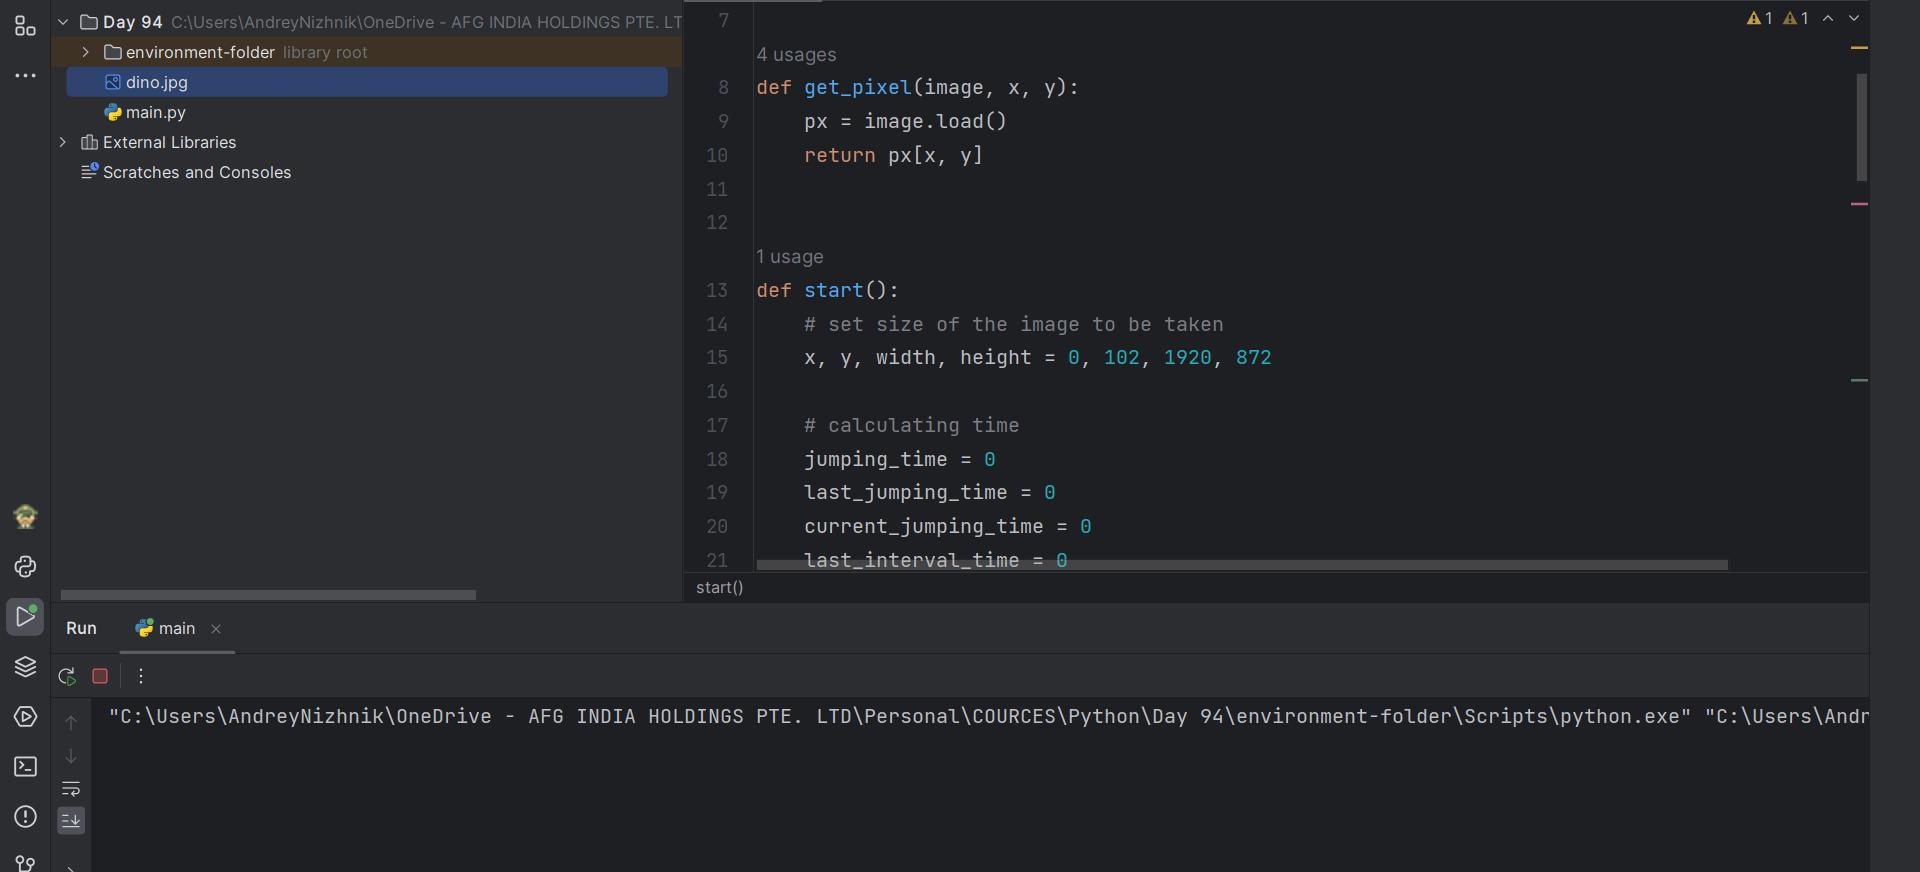 Day 94 C:\Users\AndreyNizhnik\OneDrive - AFG INDIA HOLDINGS PTE. LT
environment-folder library root
dino.jpg
main.py
External Libraries
Scratches and Consoles
1 1
7
4 usages
8 def get_pixel(image, x, y):
9 px = image.load()
10 return px[x, y]
11
12
1 usage
13 def start():
14 # set size of the image to be taken
15 x, y, width, height = 0, 102, 1920, 872
16
17 # calculating time
18 jumping_time = 0
19 last_jumping_time = 0
20 current_jumping_time = 0
21 last_interval_time = 0
start()
Run main
"C:\Users\AndreyNizhnik\OneDrive - AFG INDIA HOLDINGS PTE. LTD\Personal\COURCES\Python\Day 94\environment-folder\Scripts\python.exe" "C:\Users\Andr